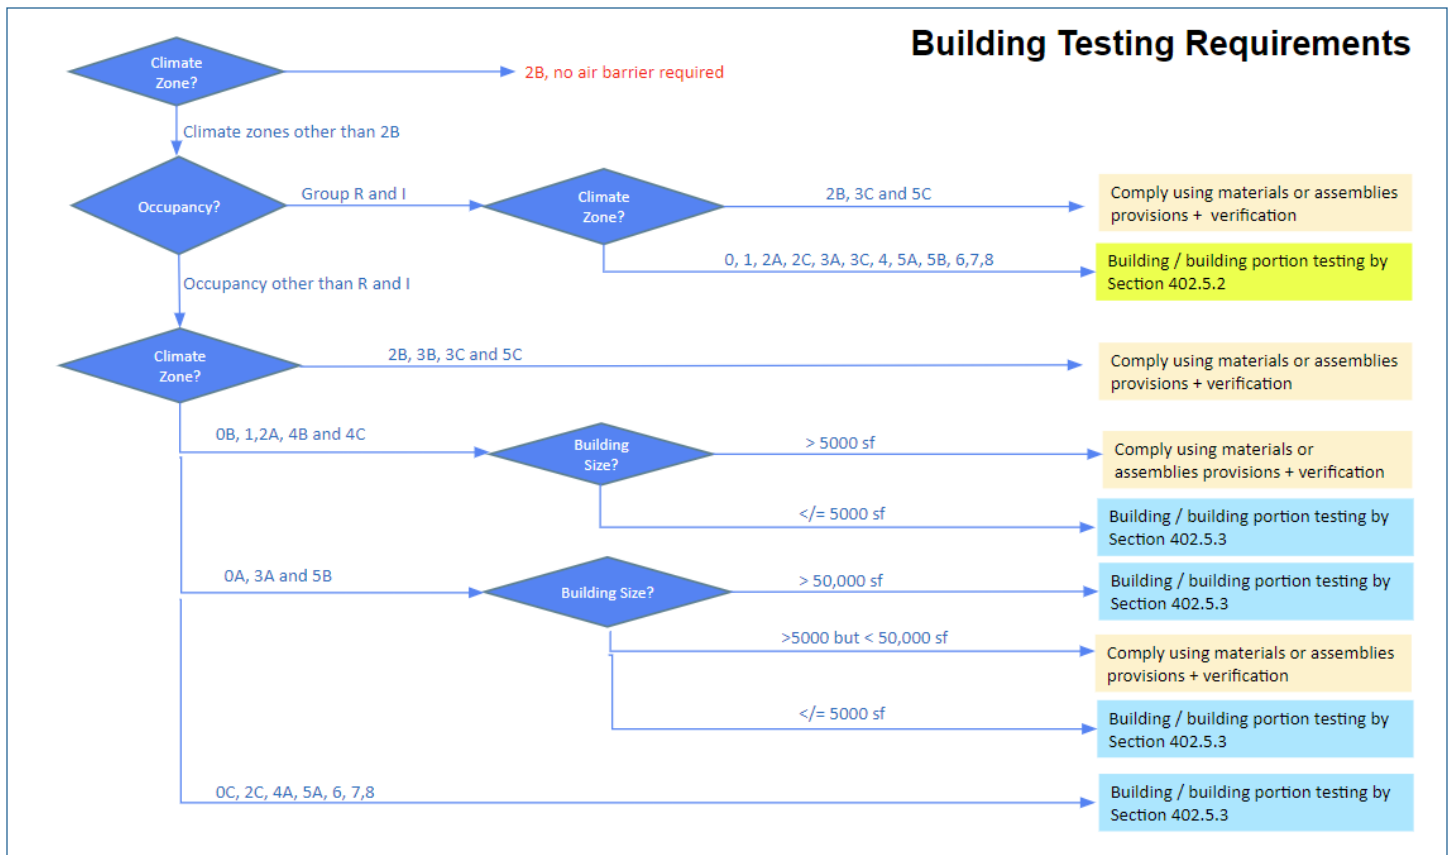 Building Testing Requirements
Climate
Zone?
2B, no air barrier required
Climate zones other than 2B
Occupancy?
Group R and I
Climate
Zone?
2B, 3C and 5C
Comply using materials or assemblies
provisions + verification
0, 1, 2A, 2C, 3A, 3C, 4, 5A, 5B, 6,7,8
Building / building portion testing by
Section 402.5.2
Occupancy other than R and I
Climate
Zone?
2B, 3B, 3C and 5C
Comply using materials or assemblies
provisions + verification
0B, 1,2A, 4B and 4C
Building
Size?
> 5000 sf
Comply using materials or
assemblies provisions + verification
</= 5000 sf
Building / building portion testing by
Section 402.5.3
0A, 3A and 5B
Building Size?
> 50,000 sf
Building / building portion testing by
Section 402.5.3
>5000 but < 50,000 sf
Comply using materials or assemblies
provisions + verification
</= 5000 sf
Building / building portion testing by
Section 402.5.3
0C, 2C, 4A, 5A, 6, 7,8
Building / building portion testing by
Section 402.5.3